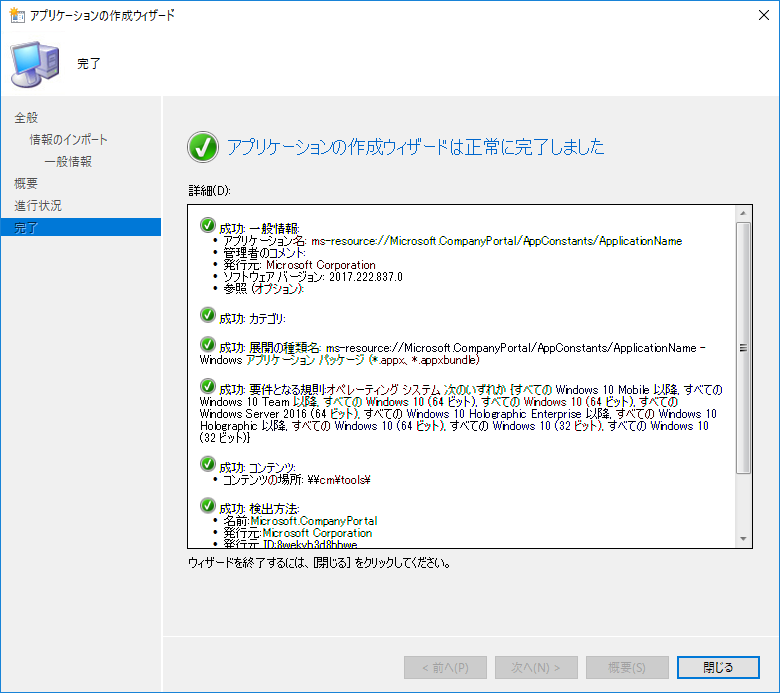 アプリケーションの作成ウィザード
完了
全般
情報のインポート
一般情報
概要
進行状況
完了
アプリケーションの作成ウィザードは正常に完了しました
詳細(D):
成功: 一般情報:
• アプリケーション名: ms-resource://Microsoft.CompanyPortal/AppConstants/ApplicationName
• 管理者のコメント:
• 発行元: Microsoft Corporation
• ソフトウェア バージョン: 2017.222.837.0
• 参照 (オプション):
成功: カテゴリ:
成功: 展開の種類名: ms-resource://Microsoft.CompanyPortal/AppConstants/ApplicationName -
Windows アプリケーション パッケージ (*.appx、*.appxbundle)
成功: 要件となる規則:オペレーティング システム 次のいずれか {すべての Windows 10 Mobile 以降, すべての
Windows 10 Team 以降, すべての Windows 10 (64 ビット), すべての Windows 10 (64 ビット), すべての
Windows Server 2016 (64 ビット), すべての Windows 10 Holographic Enterprise 以降, すべての Windows 10
Holographic 以降, すべての Windows 10 (64 ビット), すべての Windows 10 (32 ビット), すべての Windows 10
(32 ビット)}
成功: コンテンツ:
• コンテンツの場所: ¥¥cm¥tools¥
成功: 検出方法:
• 名前:Microsoft.CompanyPortal
• 発行元:Microsoft Corporation
• 発行元 ID:8wekyb3d8bbwe
ウィザードを終了するには、[閉じる] をクリックしてください。
< 前へ(P)
次へ(N) >
概要(S)
閉じる